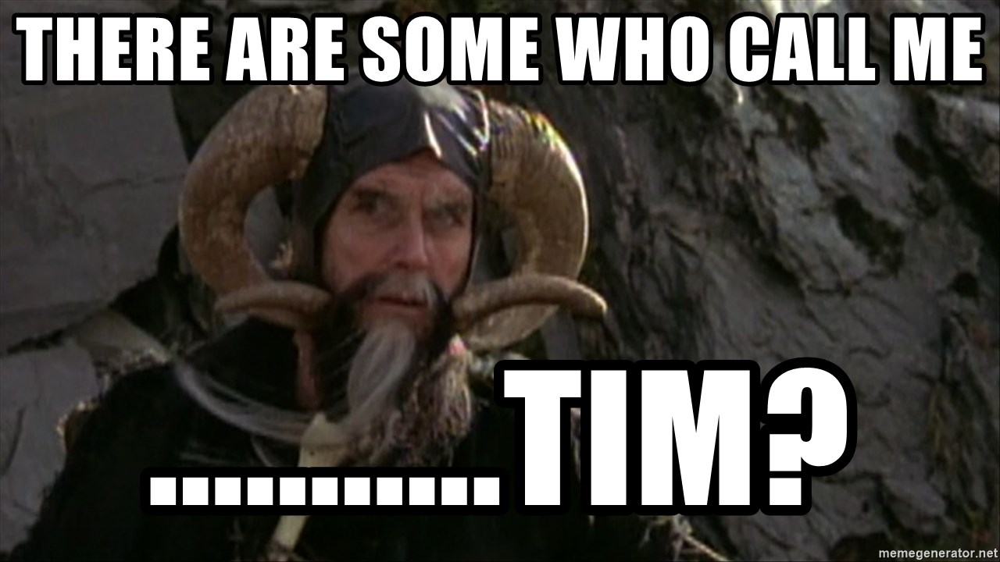 THERE ARE SOME WHO CALL ME
...........TIM?
memegenerator.net